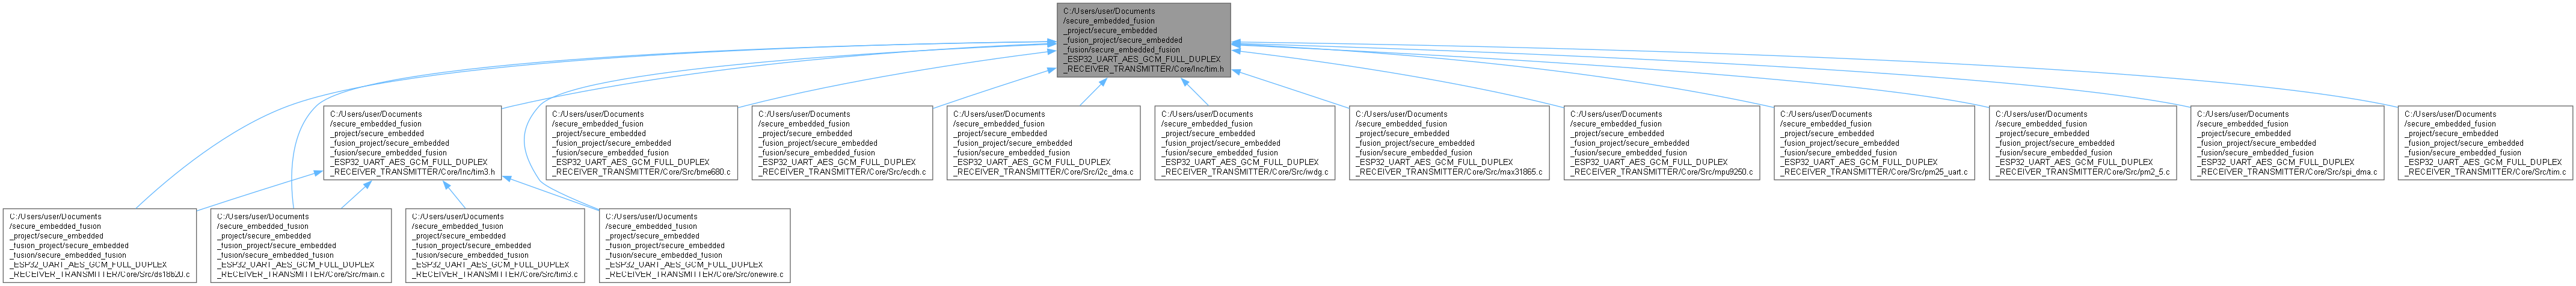 C:/Users/user/Documents
/secure_embedded_fusion
_project/secure_embedded
_fusion_project/secure_embedded
_fusion/secure_embedded_fusion
_ESP32_UART_AES_GCM_FULL_DUPLEX
_RECEIVER_TRANSMITTER/Core/Inc/tim.h
C:/Users/user/Documents
/secure_embedded_fusion
_project/secure_embedded
_fusion_project/secure_embedded
_fusion/secure_embedded_fusion
_ESP32_UART_AES_GCM_FULL_DUPLEX
_RECEIVER_TRANSMITTER/Core/Inc/tim3.h
C:/Users/user/Documents
/secure_embedded_fusion
_project/secure_embedded
_fusion_project/secure_embedded
_fusion/secure_embedded_fusion
_ESP32_UART_AES_GCM_FULL_DUPLEX
_RECEIVER_TRANSMITTER/Core/Src/bme680.c
C:/Users/user/Documents
/secure_embedded_fusion
_project/secure_embedded
_fusion_project/secure_embedded
_fusion/secure_embedded_fusion
_ESP32_UART_AES_GCM_FULL_DUPLEX
_RECEIVER_TRANSMITTER/Core/Src/ecdh.c
C:/Users/user/Documents
/secure_embedded_fusion
_project/secure_embedded
_fusion_project/secure_embedded
_fusion/secure_embedded_fusion
_ESP32_UART_AES_GCM_FULL_DUPLEX
_RECEIVER_TRANSMITTER/Core/Src/i2c_dma.c
C:/Users/user/Documents
/secure_embedded_fusion
_project/secure_embedded
_fusion_project/secure_embedded
_fusion/secure_embedded_fusion
_ESP32_UART_AES_GCM_FULL_DUPLEX
_RECEIVER_TRANSMITTER/Core/Src/iwdg.c
C:/Users/user/Documents
/secure_embedded_fusion
_project/secure_embedded
_fusion_project/secure_embedded
_fusion/secure_embedded_fusion
_ESP32_UART_AES_GCM_FULL_DUPLEX
_RECEIVER_TRANSMITTER/Core/Src/max31865.c
C:/Users/user/Documents
/secure_embedded_fusion
_project/secure_embedded
_fusion_project/secure_embedded
_fusion/secure_embedded_fusion
_ESP32_UART_AES_GCM_FULL_DUPLEX
_RECEIVER_TRANSMITTER/Core/Src/mpu9250.c
C:/Users/user/Documents
/secure_embedded_fusion
_project/secure_embedded
_fusion_project/secure_embedded
_fusion/secure_embedded_fusion
_ESP32_UART_AES_GCM_FULL_DUPLEX
_RECEIVER_TRANSMITTER/Core/Src/pm25_uart.c
C:/Users/user/Documents
/secure_embedded_fusion
_project/secure_embedded
_fusion_project/secure_embedded
_fusion/secure_embedded_fusion
_ESP32_UART_AES_GCM_FULL_DUPLEX
_RECEIVER_TRANSMITTER/Core/Src/pm2_5.c
C:/Users/user/Documents
/secure_embedded_fusion
_project/secure_embedded
_fusion_project/secure_embedded
_fusion/secure_embedded_fusion
_ESP32_UART_AES_GCM_FULL_DUPLEX
_RECEIVER_TRANSMITTER/Core/Src/spi_dma.c
C:/Users/user/Documents
/secure_embedded_fusion
_project/secure_embedded
_fusion_project/secure_embedded
_fusion/secure_embedded_fusion
_ESP32_UART_AES_GCM_FULL_DUPLEX
_RECEIVER_TRANSMITTER/Core/Src/tim.c
C:/Users/user/Documents
/secure_embedded_fusion
_project/secure_embedded
_fusion_project/secure_embedded
_fusion/secure_embedded_fusion
_ESP32_UART_AES_GCM_FULL_DUPLEX
_RECEIVER_TRANSMITTER/Core/Src/ds18b20.c
C:/Users/user/Documents
/secure_embedded_fusion
_project/secure_embedded
_fusion_project/secure_embedded
_fusion/secure_embedded_fusion
_ESP32_UART_AES_GCM_FULL_DUPLEX
_RECEIVER_TRANSMITTER/Core/Src/main.c
C:/Users/user/Documents
/secure_embedded_fusion
_project/secure_embedded
_fusion_project/secure_embedded
_fusion/secure_embedded_fusion
_ESP32_UART_AES_GCM_FULL_DUPLEX
_RECEIVER_TRANSMITTER/Core/Src/tim3.c
C:/Users/user/Documents
/secure_embedded_fusion
_project/secure_embedded
_fusion_project/secure_embedded
_fusion/secure_embedded_fusion
_ESP32_UART_AES_GCM_FULL_DUPLEX
_RECEIVER_TRANSMITTER/Core/Src/onewire.c